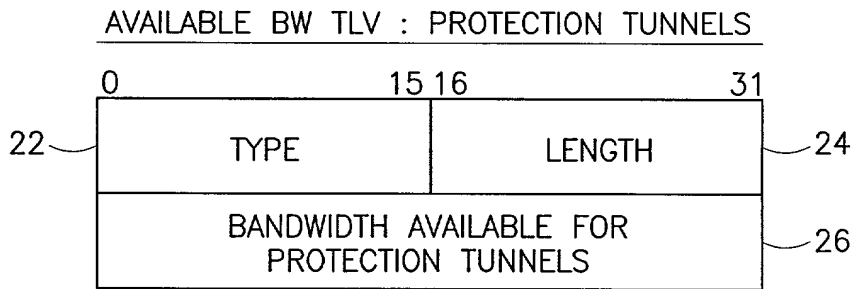 AVAILABLE BW TLV : PROTECTION TUNNELS
0 15 16 31
22 TYPE LENGTH 24
BANDWIDTH AVAILABLE FOR
PROTECTION TUNNELS 26